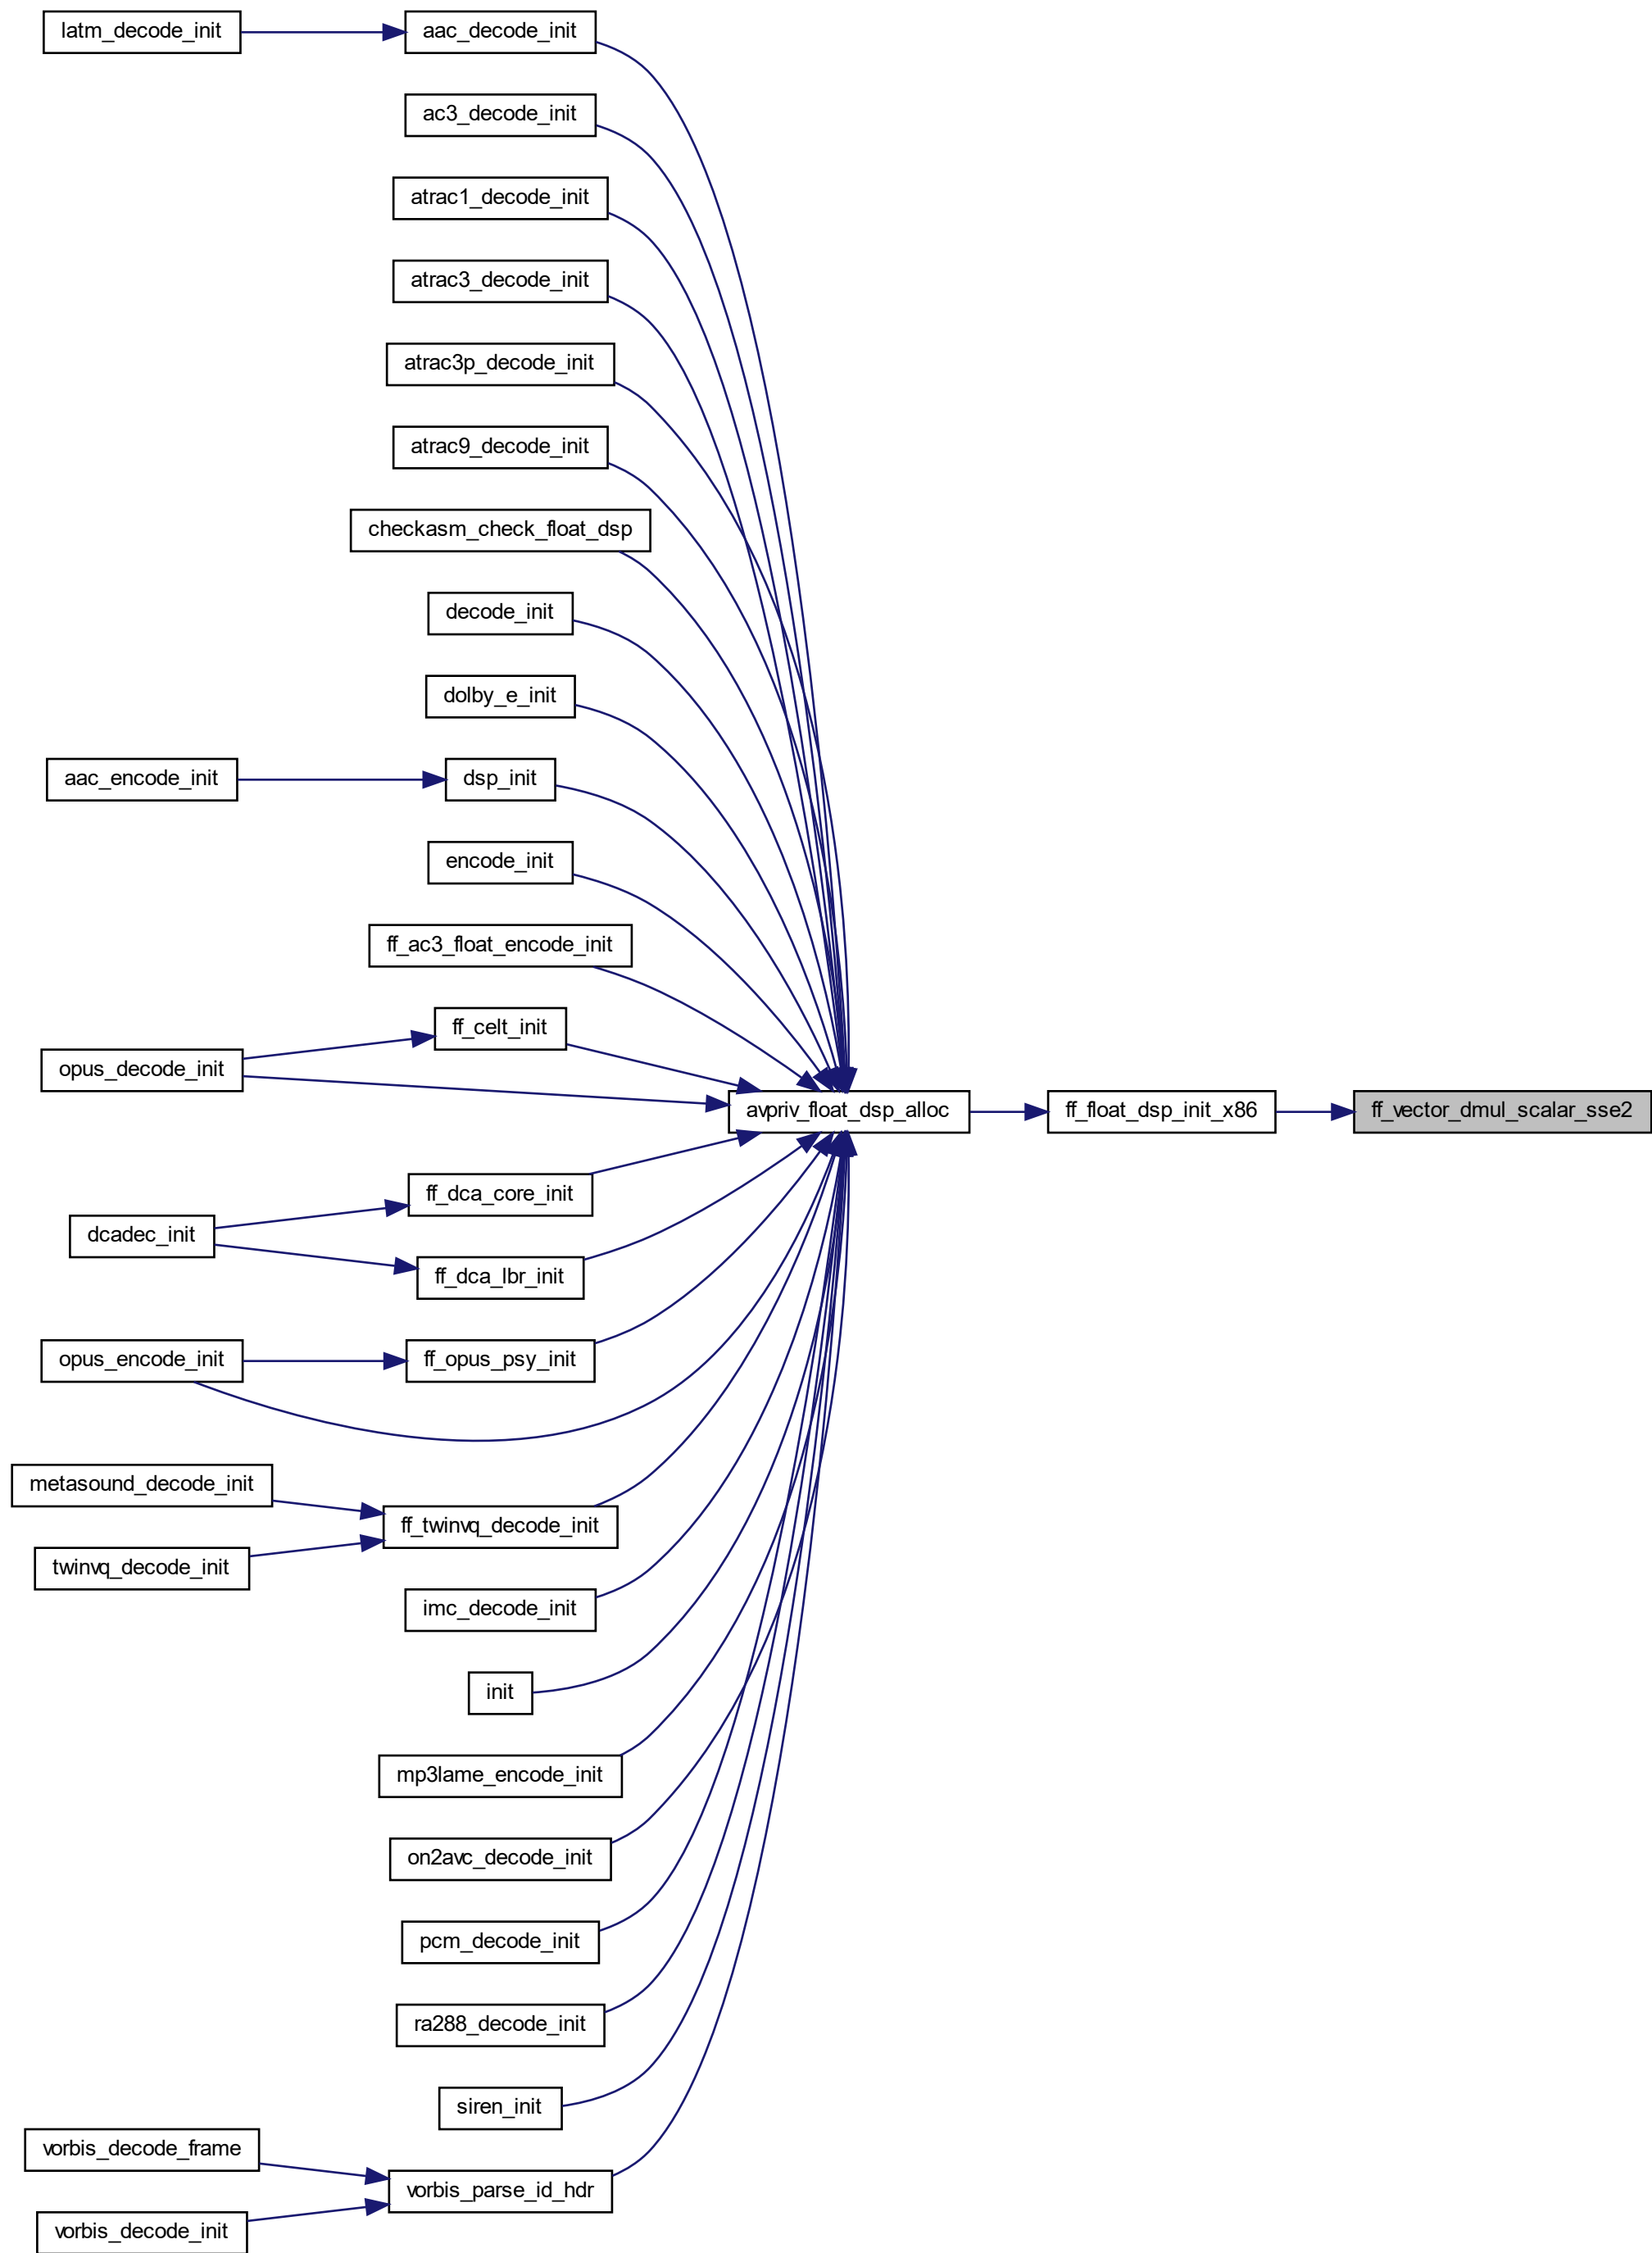 latm_decode_init
aac_decode_init
ac3_decode_init
atrac1_decode_init
atrac3_decode_init
atrac3p_decode_init
atrac9_decode_init
checkasm_check_float_dsp
decode_init
dolby_e_init
aac_encode_init
dsp_init
encode_init
ff_ac3_float_encode_init
ff_celt_init
opus_decode_init
avpriv_float_dsp_alloc
ff_float_dsp_init_x86
ff_vector_dmul_scalar_sse2
ff_dca_core_init
dcadec_init
ff_dca_lbr_init
opus_encode_init
ff_opus_psy_init
metasound_decode_init
ff_twinvq_decode_init
twinvq_decode_init
imc_decode_init
init
mp3lame_encode_init
on2avc_decode_init
pcm_decode_init
ra288_decode_init
siren_init
vorbis_decode_frame
vorbis_parse_id_hdr
vorbis_decode_init